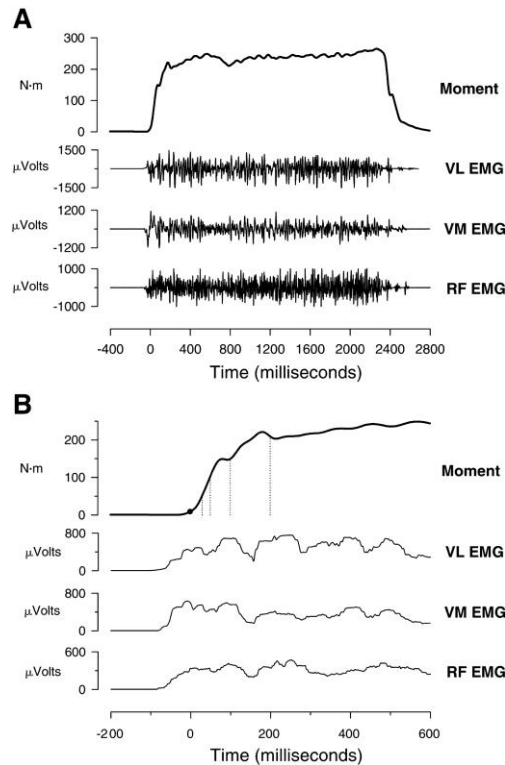 A
300
N·m
200
Moment
100
0
μVolts
1500
VL EMG
-1500
μVolts
1200
VM EMG
-1200
μVolts
1000
RF EMG
-1000
-400 0 400 800 1200 1600 2000 2400 2800
Time (milliseconds)
B
200
N·m
Moment
100
0
μVolts
800
VL EMG
0
μVolts
800
VM EMG
0
μVolts
600
RF EMG
0
-200 0 200 400 600
Time (milliseconds)